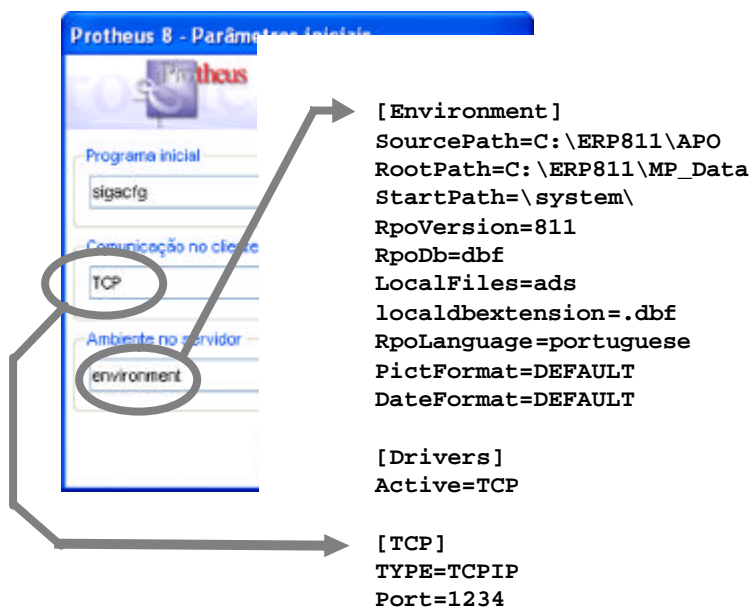 Protheus 8 - Parâmetros iniciais
Protheus
Programa inicial
sigacfg
Comunicação no cliente
TCP
Ambiente no servidor
environment
[Environment]
SourcePath=C:\ERP811\APO
RootPath=C:\ERP811\MP_Data
StartPath=\system\
RpoVersion=811
RpoDb=dbf
LocalFiles=ads
localdbextension=.dbf
RpoLanguage=portuguese
PictFormat=DEFAULT
DateFormat=DEFAULT
[Drivers]
Active=TCP
[TCP]
TYPE=TCPIP
Port=1234